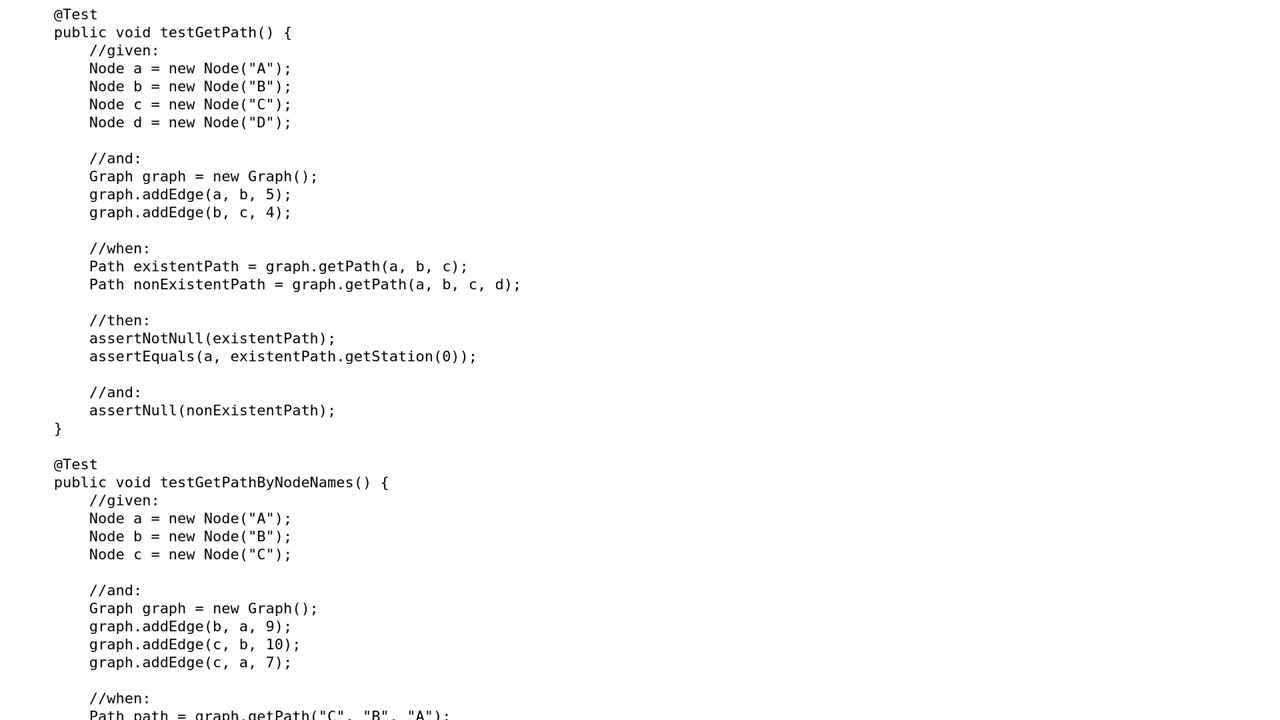 @Test
public void testGetPath() {
//given:
Node a = new Node("A");
Node b = new Node("B");
Node c = new Node("C");
Node d = new Node("D");
//and:
Graph graph = new Graph();
graph.addEdge(a, b, 5);
graph.addEdge(b, c, 4);
//when:
Path existentPath = graph.getPath(a, b, c);
Path nonExistentPath = graph.getPath(a, b, c, d);
//then:
assertNotNull(existentPath);
assertEquals(a, existentPath.getStation(0));
//and:
assertNull(nonExistentPath);
}
@Test
public void testGetPathByNodeNames() {
//given:
Node a = new Node("A");
Node b = new Node("B");
Node c = new Node("C");
//and:
Graph graph = new Graph();
graph.addEdge(b, a, 9);
graph.addEdge(c, b, 10);
graph.addEdge(c, a, 7);
//when:
Path path = graph.getPath("C", "B", "A");